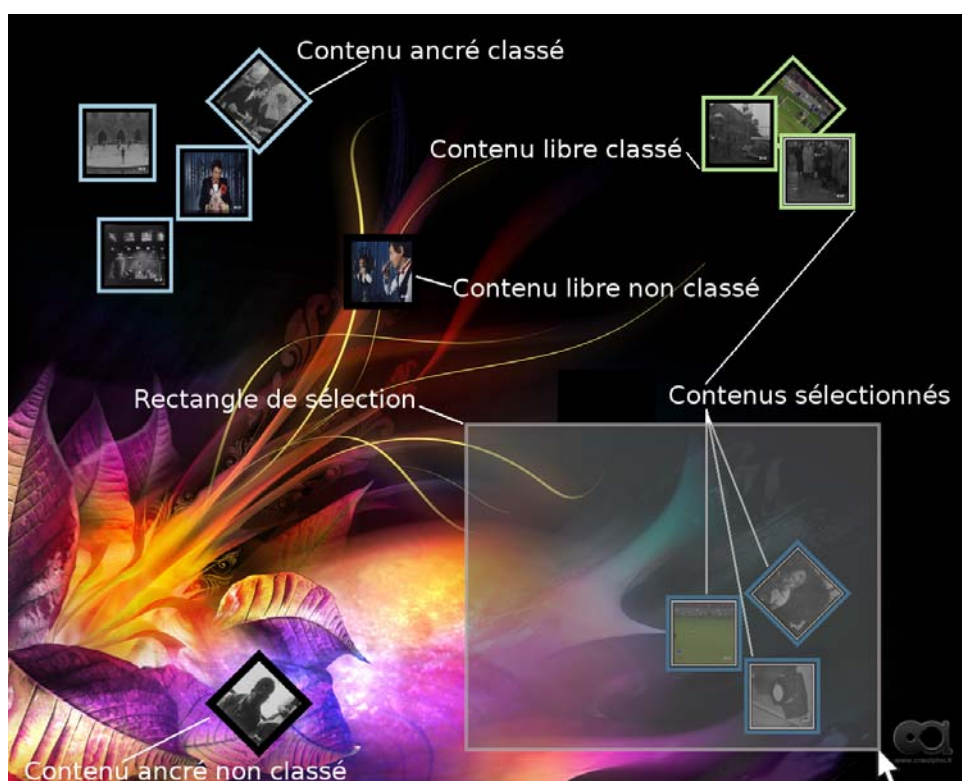 Contenu ancré classé
Contenu libre classé
Contenu libre non classé
Rectangle de sélection
Contenus sélectionnés
Contenu ancré non classé